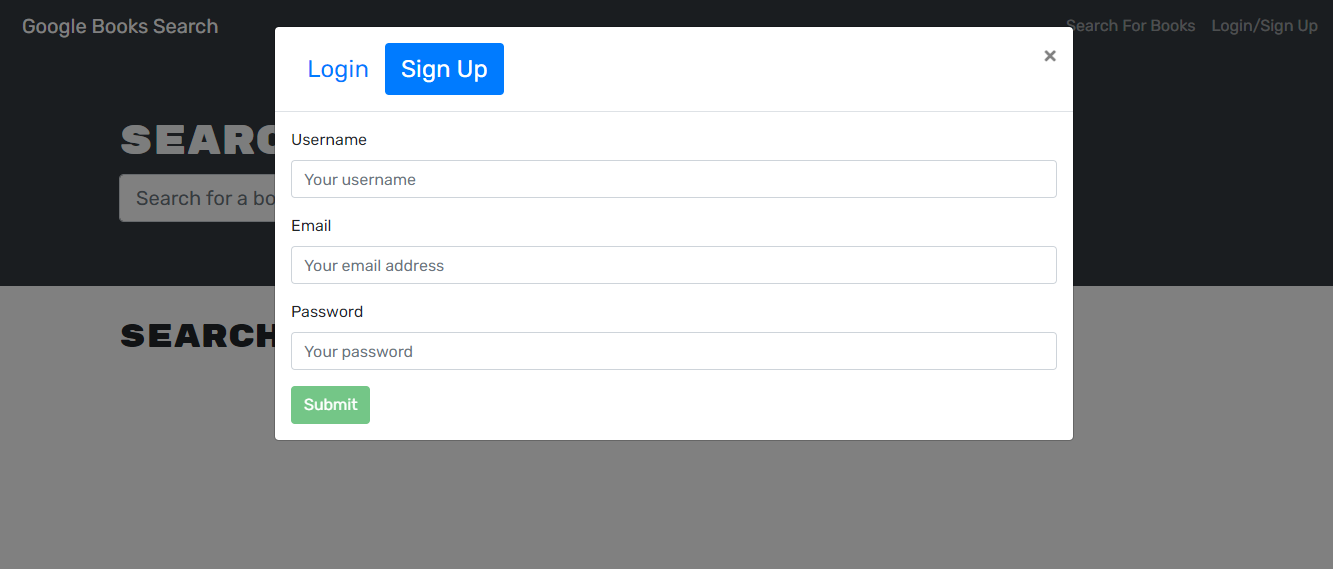 Google Books Search
Search For Books
Login/Sign Up
Login
Sign Up
×
SEARC
Search for a bo
Username
Your username
Email
Your email address
SEARCH
Password
Your password
Submit